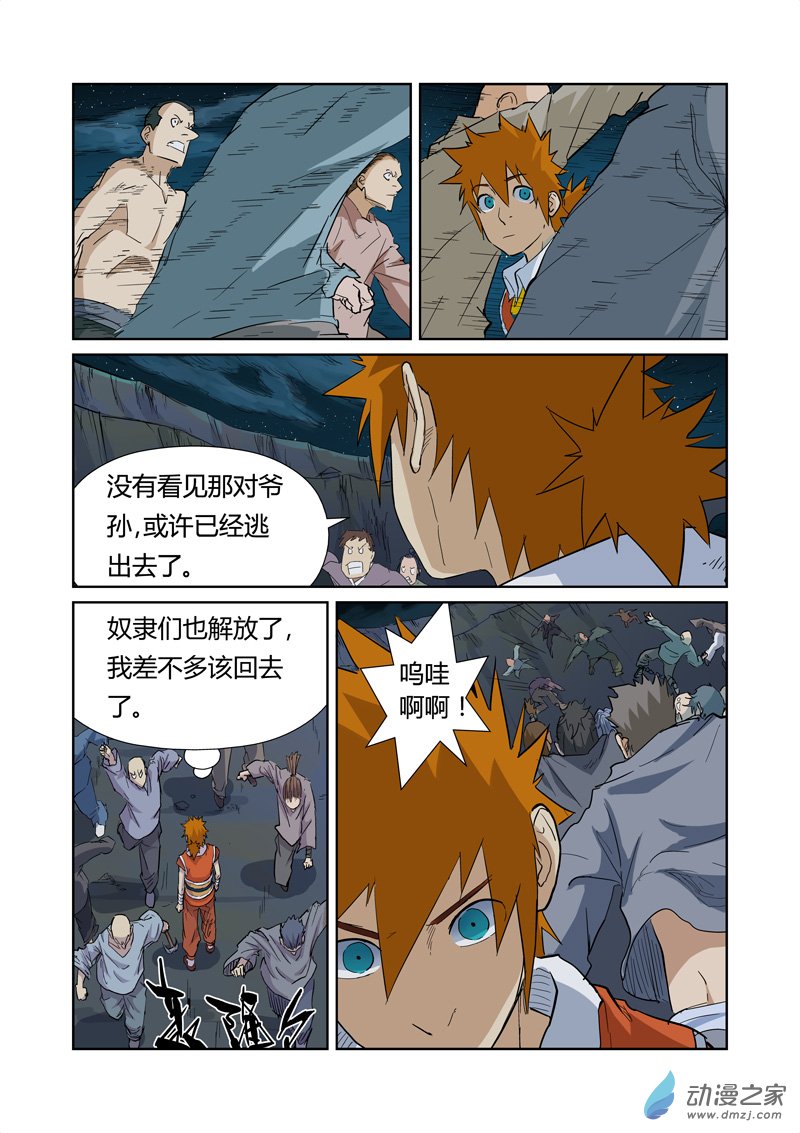 没有看见那对爷
孙,或许已经逃
出去了。
奴隶们也解放了,
我差不多该回去
了。
呜哇
啊啊!
动漫之家
www.dmzj.com